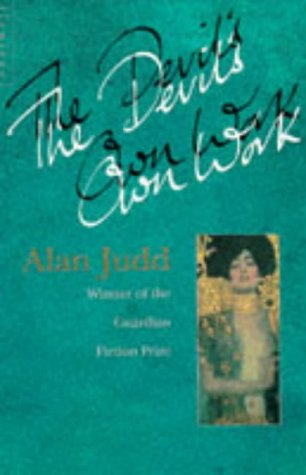 The Devil's
Own Work
Alan Judd
Winner of the
Guardian
Fiction Prize